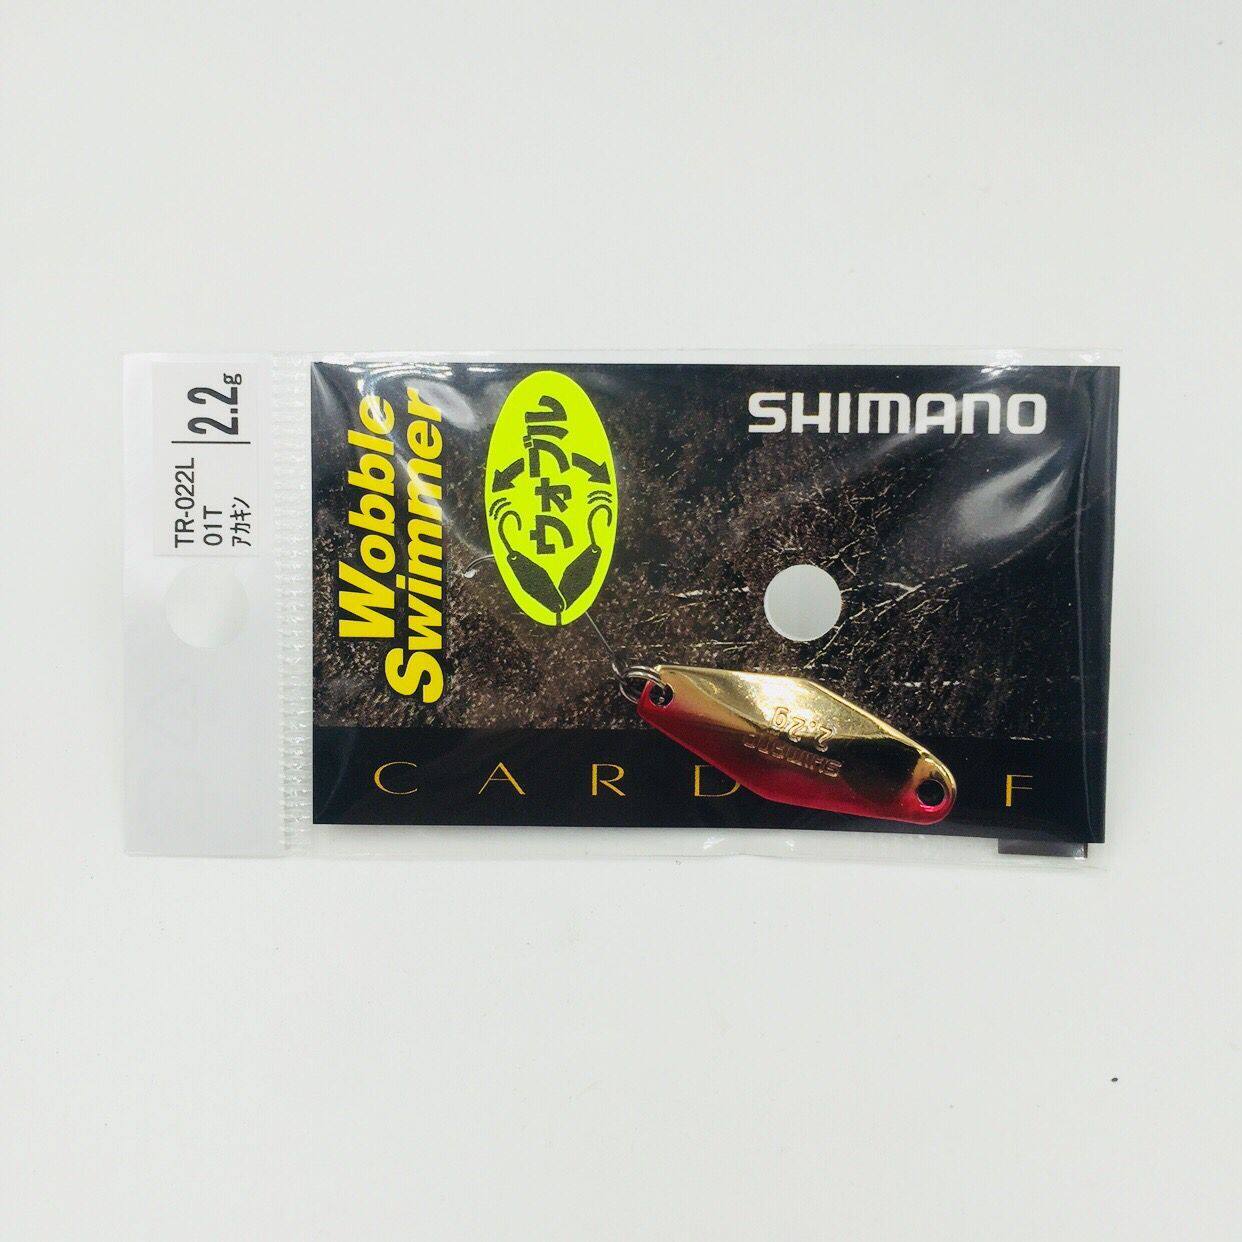 TR-022L
01T
アカキン
2.2g
Wobble
Swimmer
ウォブル
SHIMANO
2.2g
SHIMANO
CARD F